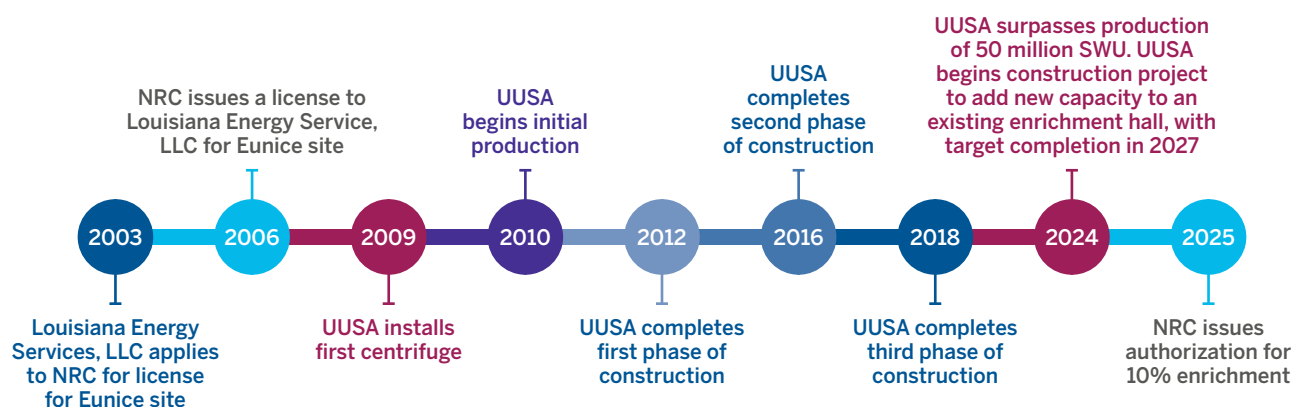 UUSA surpasses production
of 50 million SWU. UUSA
begins construction project
to add new capacity to an
existing enrichment hall, with
target completion in 2027
UUSA
completes
second phase
of construction
NRC issues a license to
Louisiana Energy Service,
LLC for Eunice site
UUSA
begins initial
production
2003
2006
2009
2010
2012
2016
2018
2024
2025
Louisiana Energy
Services, LLC applies
to NRC for license
for Eunice site
UUSA installs
first centrifuge
UUSA completes
first phase of
construction
UUSA completes
third phase of
construction
NRC issues
authorization for
10% enrichment